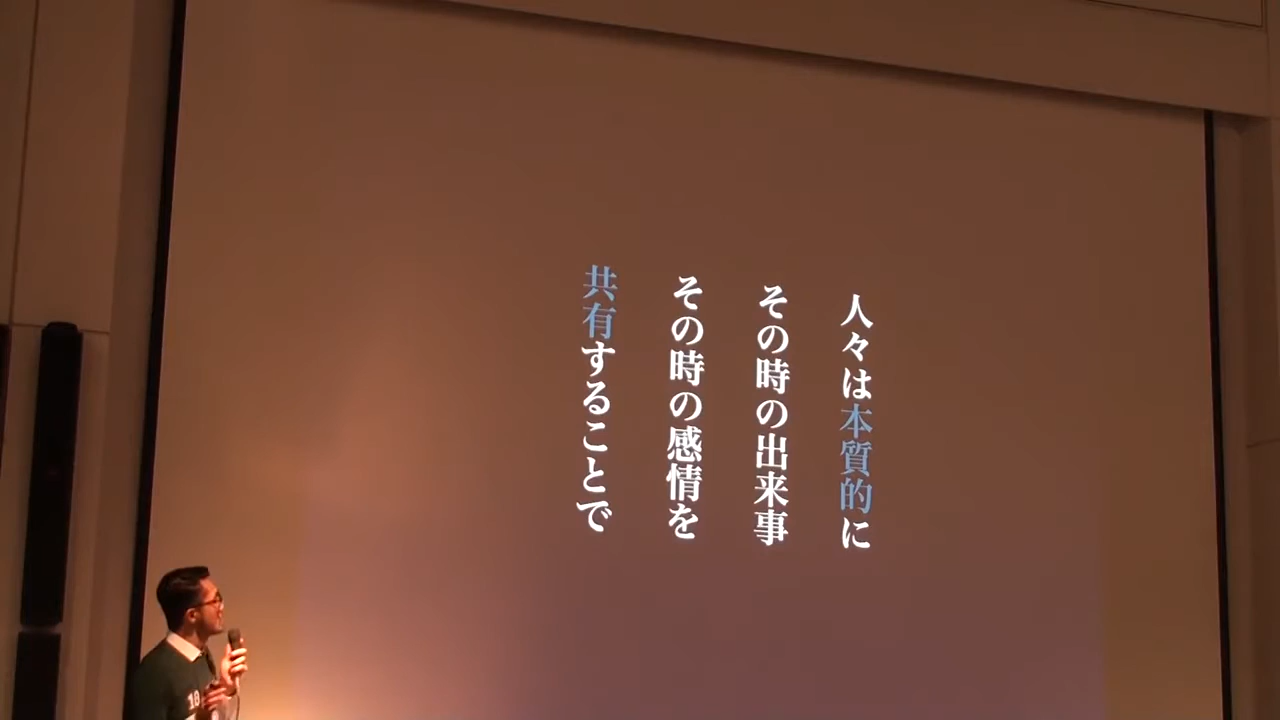 人々は本質的に
その時の出来事
その時の感情を
共有することで
18